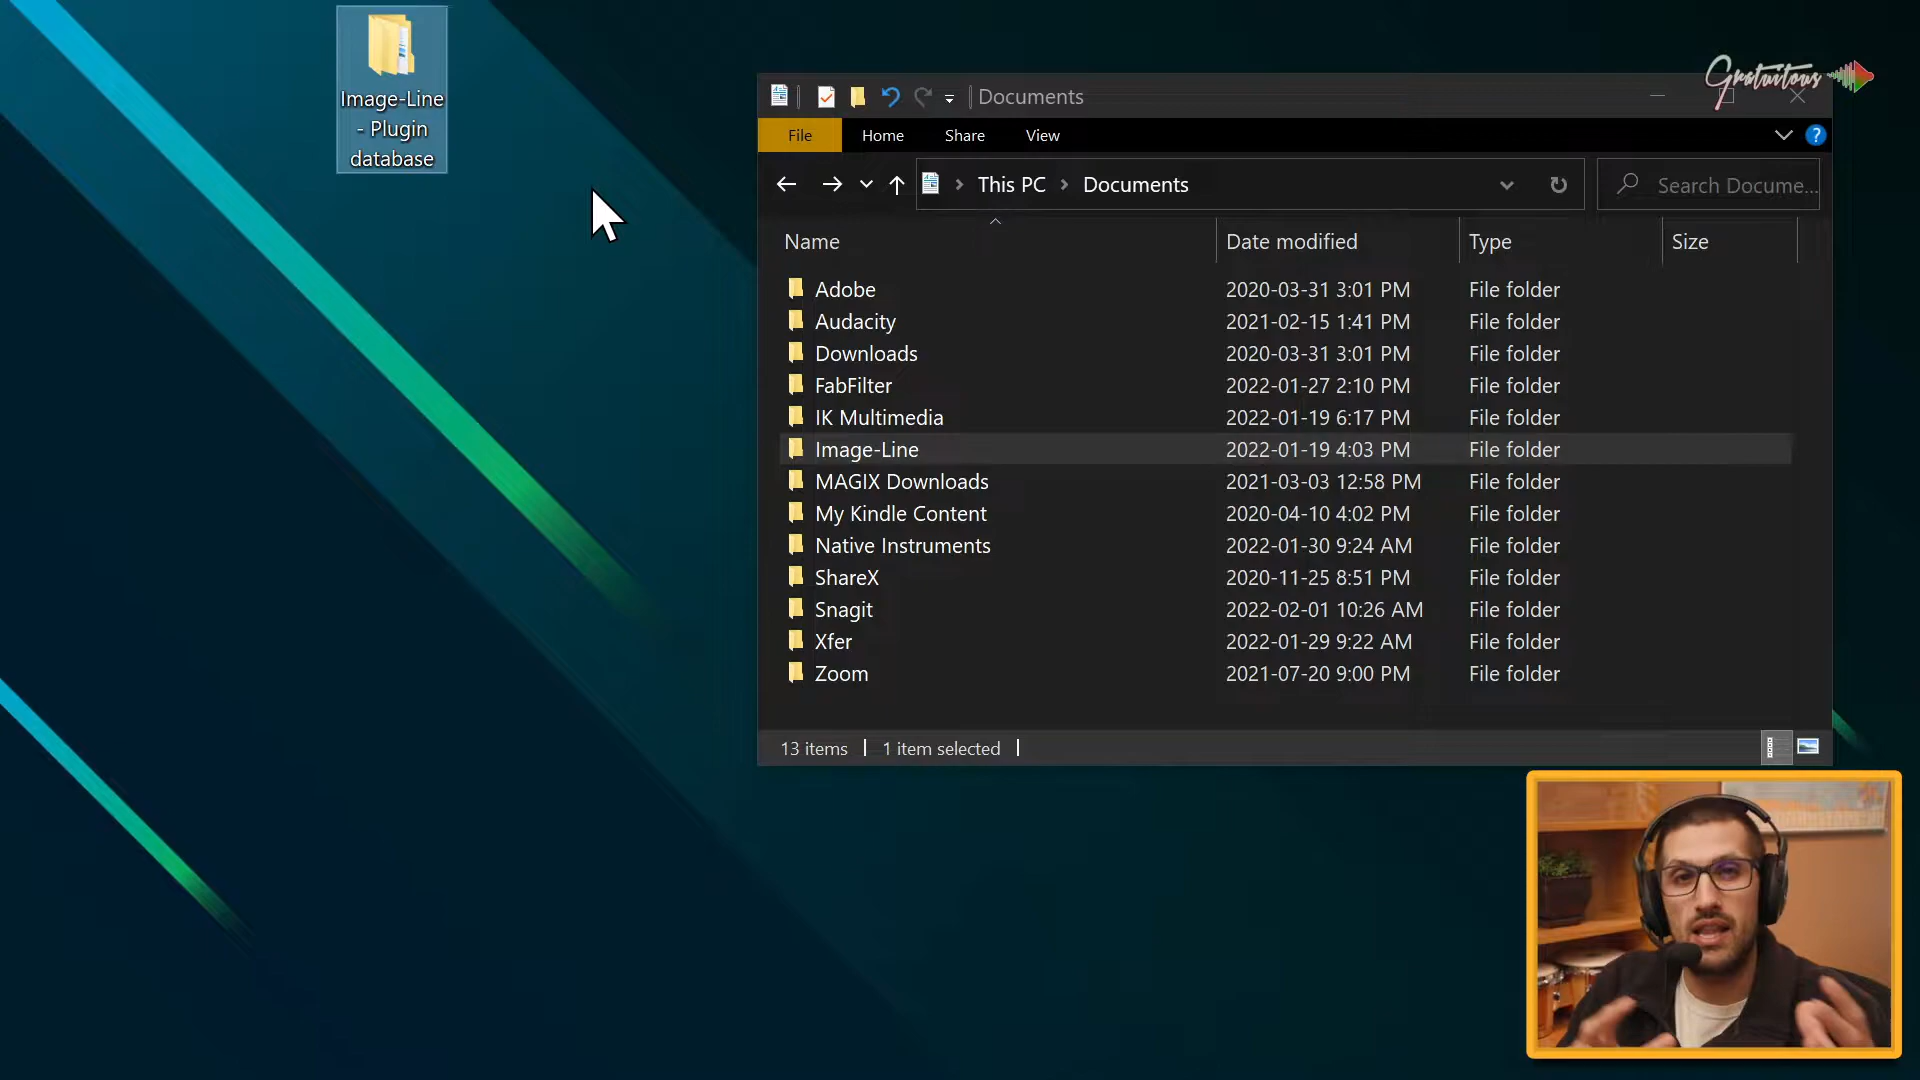 Image-Line
- Plugin
database
Gratuitous
Documents
File Home Share View
?
This PC > Documents
Search Docume...
Name Date modified Type Size
Adobe 2020-03-31 3:01 PM File folder
Audacity 2021-02-15 1:41 PM File folder
Downloads 2020-03-31 3:01 PM File folder
FabFilter 2022-01-27 2:10 PM File folder
IK Multimedia 2022-01-19 6:17 PM File folder
Image-Line 2022-01-19 4:03 PM File folder
MAGIX Downloads 2021-03-03 12:58 PM File folder
My Kindle Content 2020-04-10 4:02 PM File folder
Native Instruments 2022-01-30 9:24 AM File folder
ShareX 2020-11-25 8:51 PM File folder
Snagit 2022-02-01 10:26 AM File folder
Xfer 2022-01-29 9:22 AM File folder
Zoom 2021-07-20 9:00 PM File folder
13 items 1 item selected